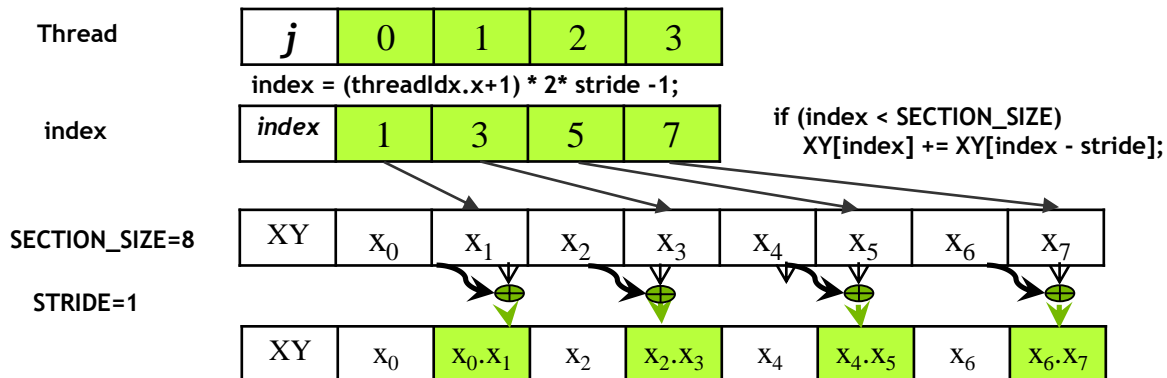 Thread j 0 1 2 3
index = (threadIdx.x+1) * 2* stride -1;
index index 1 3 5 7
if (index < SECTION_SIZE)
XY[index] += XY[index - stride];
SECTION_SIZE=8 XY x₀ x₁ x₂ x₃ x₄ x₅ x₆ x₇
STRIDE=1
XY x₀ x₀.x₁ x₂ x₂.x₃ x₄ x₄.x₅ x₆ x₆.x₇